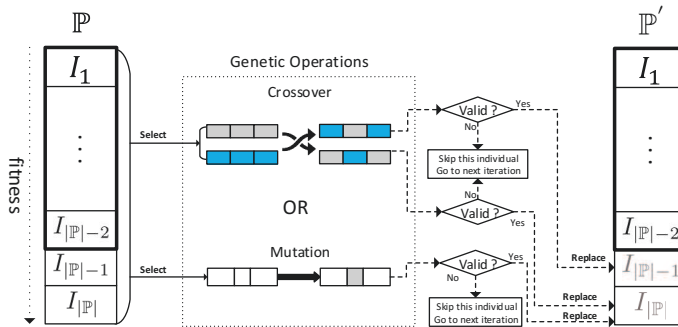 ℙ
ℙ′
fitness
I₁
⋮
I|ℙ|−2
I|ℙ|−1
I|ℙ|
Select
Select
Genetic Operations
Crossover
OR
Mutation
Valid ?
Yes
No
Skip this individual
Go to next iteration
No
Valid ?
Yes
Valid ?
Yes
No
Skip this individual
Go to next iteration
Replace
Replace
Replace
I₁
⋮
I|ℙ|−2
I|ℙ|−1
I|ℙ|